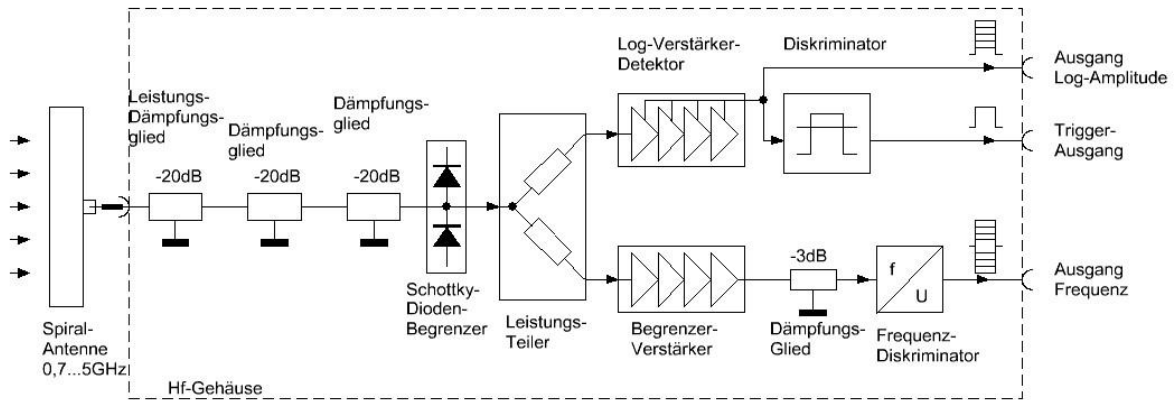 Log-Verstärker-
Detektor
Diskriminator
Ausgang
Log-Amplitude
Leistungs-
Dämpfungs-
glied
Dämpfungs-
glied
Dämpfungs-
glied
Trigger-
Ausgang
-20dB
-20dB
-20dB
-3dB
f
U
Ausgang
Frequenz
Schottky-
Dioden-
Begrenzer
Leistungs-
Teiler
Begrenzer-
Verstärker
Dämpfungs-
Glied
Frequenz-
Diskriminator
Spiral-
Antenne
0,7...5GHz
Hf-Gehäuse